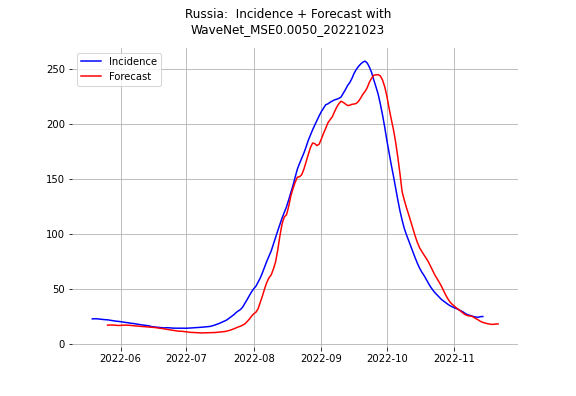 Russia:  Incidence + Forecast with
WaveNet_MSE0.0050_20221023
Incidence
Forecast
250
200
150
100
50
0
2022-06 2022-07 2022-08 2022-09 2022-10 2022-11